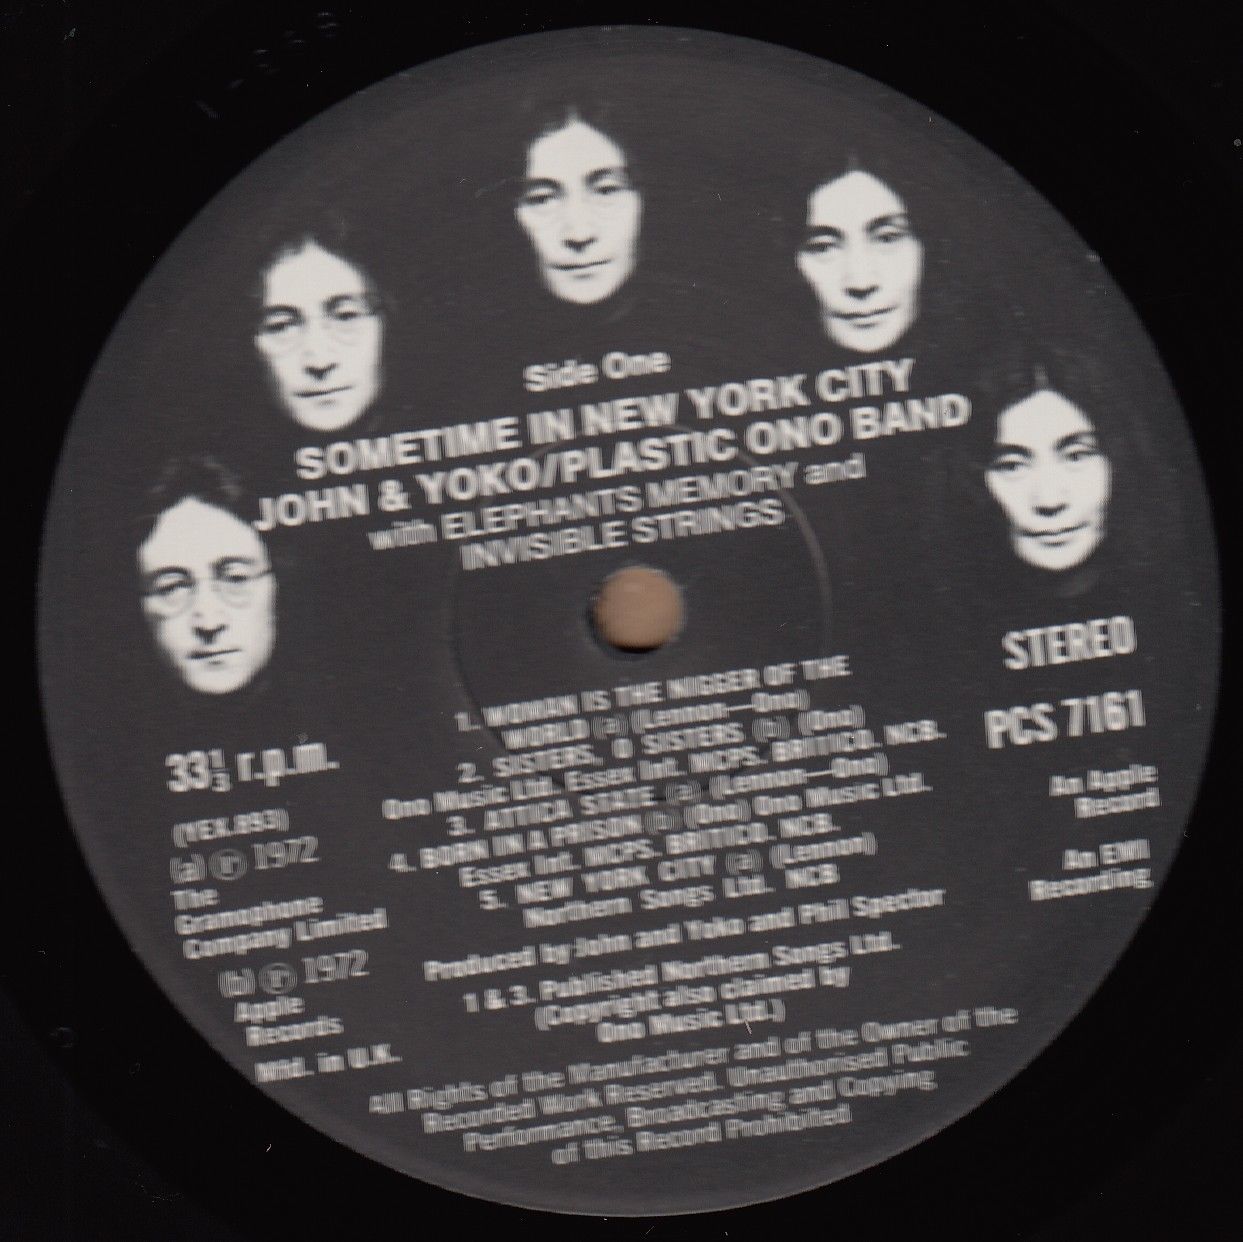 Side One
SOMETIME IN NEW YORK CITY
JOHN & YOKO/PLASTIC ONO BAND
with ELEPHANTS MEMORY and
INVISIBLE STRINGS
STEREO
PCS 7161
An Apple
Record
An EMI
Recording.
33⅓ r.p.m.
(YEX.893)
(a) Ⓟ 1972
The
Gramophone
Company Limited
(b) Ⓟ 1972
Apple
Records
Mfd. in U.K.
1. WOMAN IS THE NIGGER OF THE
WORLD (a) (Lennon—Ono)
2. SISTERS, O SISTERS (b) (Ono)
Ono Music Ltd. Essex Int. MCPS. BRITICO. NCB.
3. ATTICA STATE (a) (Lennon—Ono)
4. BORN IN A PRISON (b) (Ono) Ono Music Ltd.
Essex Int. MCPS. BRITICO. NCB.
5. NEW YORK CITY (a) (Lennon)
Northern Songs Ltd. NCB
Produced by John and Yoko and Phil Spector
1 & 3. Published Northern Songs Ltd.
(Copyright also claimed by
Ono Music Ltd.)
All Rights of the Manufacturer and of the Owner of the
Recorded Work Reserved. Unauthorised Public
Performance, Broadcasting and Copying
of this Record Prohibited